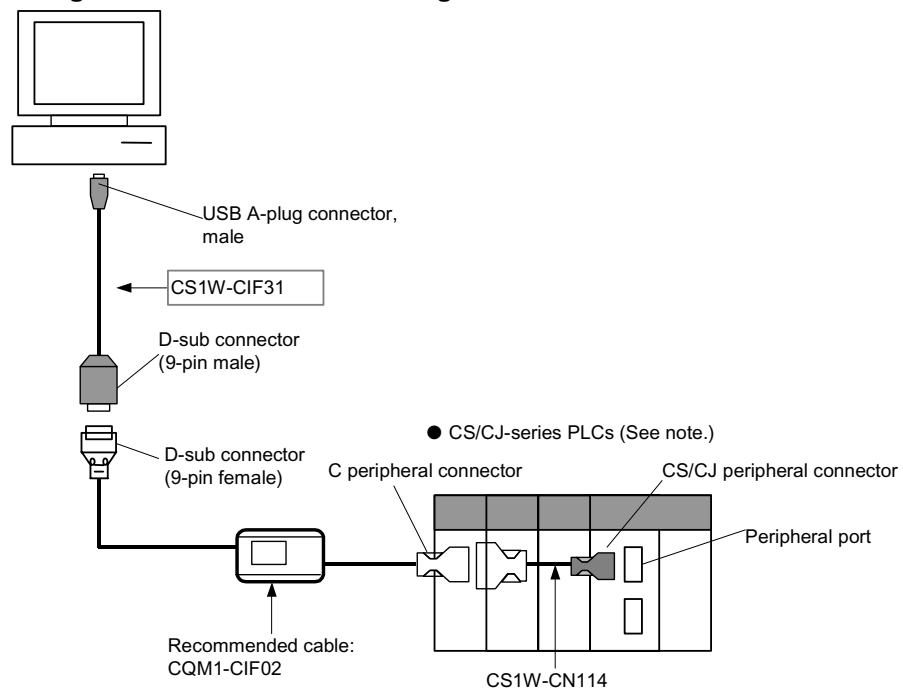 USB A-plug connector,
male
CS1W-CIF31
D-sub connector
(9-pin male)
● CS/CJ-series PLCs (See note.)
D-sub connector
(9-pin female)
C peripheral connector
CS/CJ peripheral connector
Peripheral port
Recommended cable:
CQM1-CIF02
CS1W-CN114